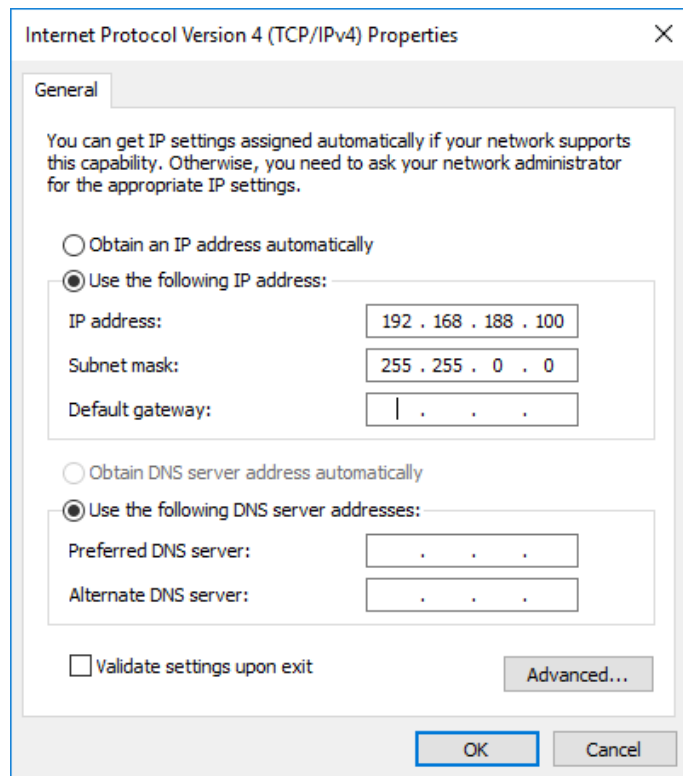 Internet Protocol Version 4 (TCP/IPv4) Properties
General
You can get IP settings assigned automatically if your network supports
this capability. Otherwise, you need to ask your network administrator
for the appropriate IP settings.
Obtain an IP address automatically
Use the following IP address:
IP address: 192 . 168 . 188 . 100
Subnet mask: 255 . 255 . 0 . 0
Default gateway: . . .
Obtain DNS server address automatically
Use the following DNS server addresses:
Preferred DNS server: . . .
Alternate DNS server: . . .
Validate settings upon exit
Advanced...
OK Cancel